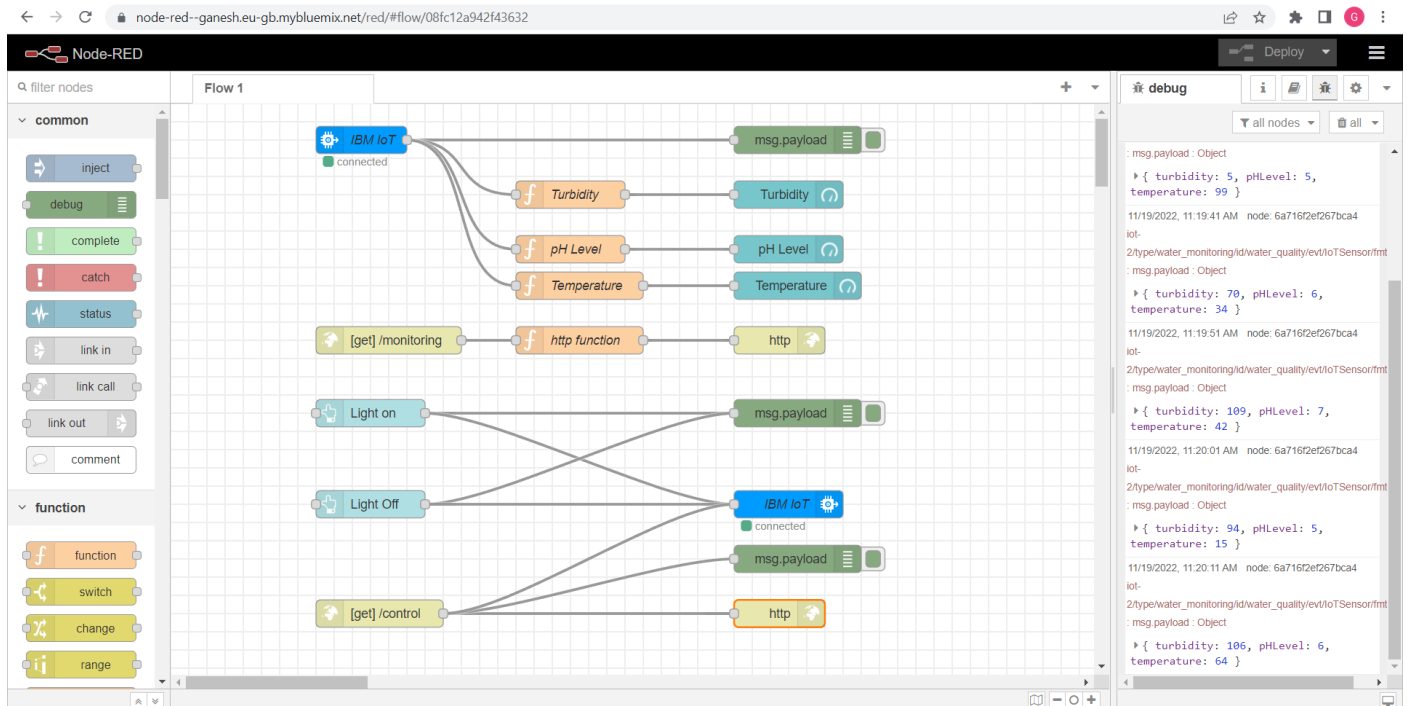 node-red--ganesh.eu-gb.mybluemix.net/red/#flow/08fc12a942f43632
G
Node-RED
Deploy
filter nodes
Flow 1
debug
i
all nodes
all
common
inject
debug
complete
catch
status
link in
link call
link out
comment
function
function
switch
change
range
IBM IoT
connected
msg.payload
Turbidity
Turbidity
pH Level
pH Level
Temperature
Temperature
[get] /monitoring
http function
http
Light on
msg.payload
Light Off
IBM IoT
connected
msg.payload
[get] /control
http
: msg.payload : Object
{ turbidity: 5, pHLevel: 5,
temperature: 99 }
11/19/2022, 11:19:41 AM node: 6a716f2ef267bca4
iot-
2/type/water_monitoring/id/water_quality/evt/IoTSensor/fmt
: msg.payload : Object
{ turbidity: 70, pHLevel: 6,
temperature: 34 }
11/19/2022, 11:19:51 AM node: 6a716f2ef267bca4
iot-
2/type/water_monitoring/id/water_quality/evt/IoTSensor/fmt
: msg.payload : Object
{ turbidity: 109, pHLevel: 7,
temperature: 42 }
11/19/2022, 11:20:01 AM node: 6a716f2ef267bca4
iot-
2/type/water_monitoring/id/water_quality/evt/IoTSensor/fmt
: msg.payload : Object
{ turbidity: 94, pHLevel: 5,
temperature: 15 }
11/19/2022, 11:20:11 AM node: 6a716f2ef267bca4
iot-
2/type/water_monitoring/id/water_quality/evt/IoTSensor/fmt
: msg.payload : Object
{ turbidity: 106, pHLevel: 6,
temperature: 64 }